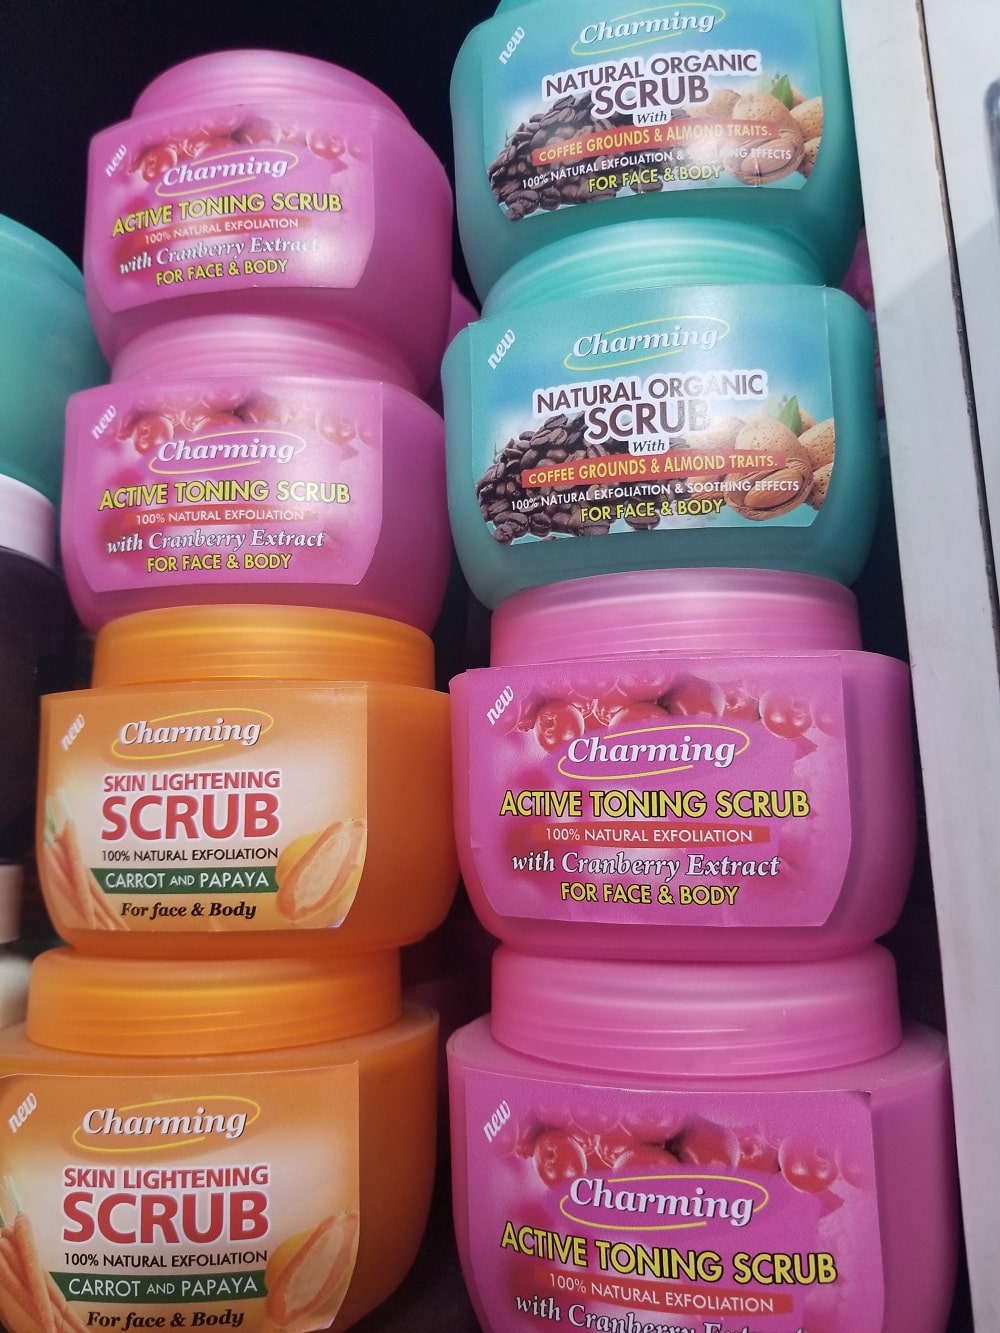 new
Charming
ACTIVE TONING SCRUB
100% NATURAL EXFOLIATION
with Cranberry Extract
FOR FACE & BODY
new
Charming
ACTIVE TONING SCRUB
100% NATURAL EXFOLIATION
with Cranberry Extract
FOR FACE & BODY
new
Charming
SKIN LIGHTENING
SCRUB
100% NATURAL EXFOLIATION
CARROT AND PAPAYA
For face & Body
new
Charming
SKIN LIGHTENING
SCRUB
100% NATURAL EXFOLIATION
CARROT AND PAPAYA
For face & Body
new
Charming
NATURAL ORGANIC
SCRUB
With
COFFEE GROUNDS & ALMOND TRAITS.
100% NATURAL EXFOLIATION & SOOTHING EFFECTS
FOR FACE & BODY
new
Charming
NATURAL ORGANIC
SCRUB
With
COFFEE GROUNDS & ALMOND TRAITS.
100% NATURAL EXFOLIATION & SOOTHING EFFECTS
FOR FACE & BODY
new
Charming
ACTIVE TONING SCRUB
100% NATURAL EXFOLIATION
with Cranberry Extract
FOR FACE & BODY
new
Charming
ACTIVE TONING SCRUB
100% NATURAL EXFOLIATION
with Cranberry Extract